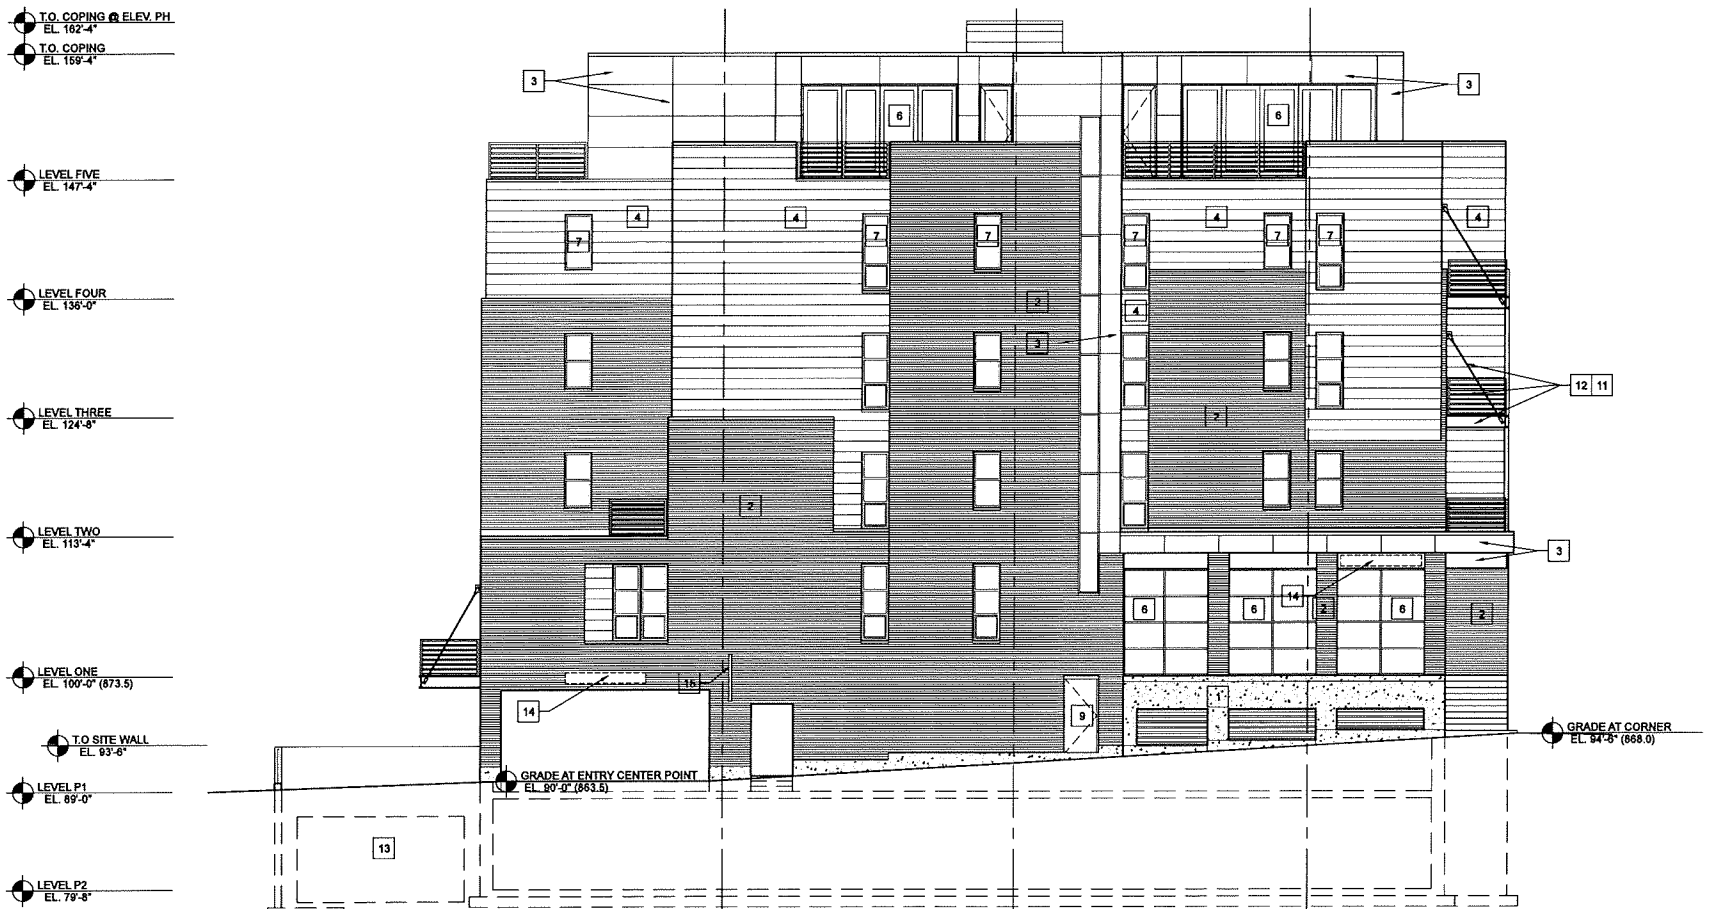 T.O. COPING @ ELEV. PH
EL. 162'-4"
T.O. COPING
EL. 159'-4"
3
3
6
6
LEVEL FIVE
EL. 147'-4"
4
4
4
4
7
7
7
7
7
7
LEVEL FOUR
EL. 136'-0"
2
4
3
12 11
LEVEL THREE
EL. 124'-8"
2
2
LEVEL TWO
EL. 113'-4"
3
14
6
6
2
6
2
LEVEL ONE
EL. 100'-0" (873.5)
15
14
1
9
T.O SITE WALL
EL. 93'-6"
GRADE AT CORNER
EL. 94'-6" (868.0)
GRADE AT ENTRY CENTER POINT
EL. 90'-0" (863.5)
LEVEL P1
EL. 89'-0"
13
LEVEL P2
EL. 79'-8"